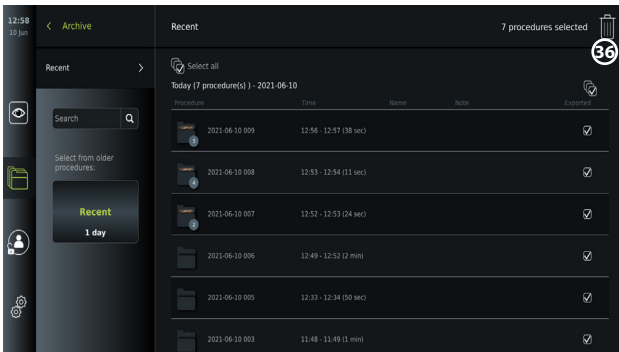 12:58
10 Jun
Archive
Recent
7 procedures selected
36
Recent
Select all
Today (7 procedure(s) ) - 2021-06-10
Procedure Time Name Note Exported
Search
Select from older
procedures:
Recent
1 day
3 2021-06-10 009 12:56 - 12:57 (38 sec)
4 2021-06-10 008 12:53 - 12:54 (11 sec)
2 2021-06-10 007 12:52 - 12:53 (24 sec)
2021-06-10 006 12:49 - 12:52 (2 min)
2021-06-10 005 12:33 - 12:34 (50 sec)
2021-06-10 003 11:48 - 11:49 (1 min)